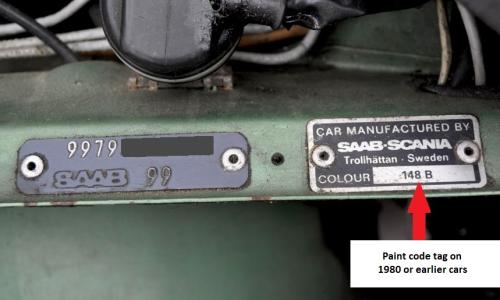 9979
SAAB 99
CAR MANUFACTURED BY
SAAB-SCANIA
Trollhättan · Sweden
COLOUR 148 B
Paint code tag on
1980 or earlier cars